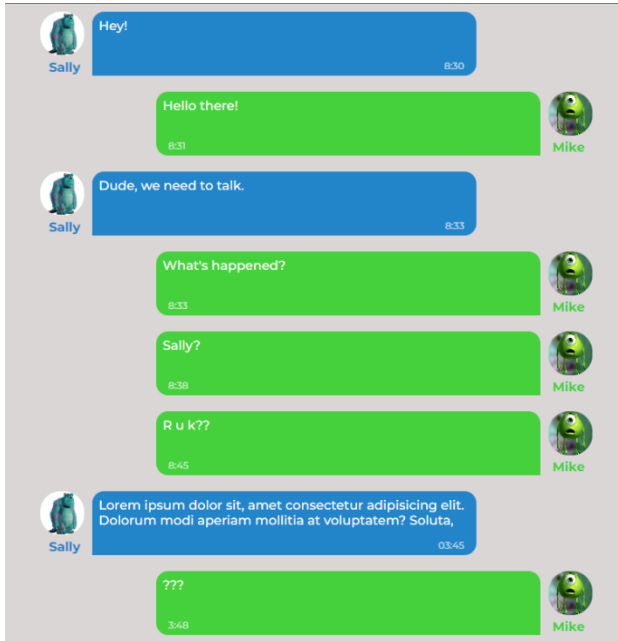 Hey!
8:30
Sally
Hello there!
8:31
Mike
Dude, we need to talk.
8:33
Sally
What's happened?
8:33
Mike
Sally?
8:38
Mike
R u k??
8:45
Mike
Lorem ipsum dolor sit, amet consectetur adipisicing elit.
Dolorum modi aperiam mollitia at voluptatem? Soluta,
03:45
Sally
???
3:48
Mike